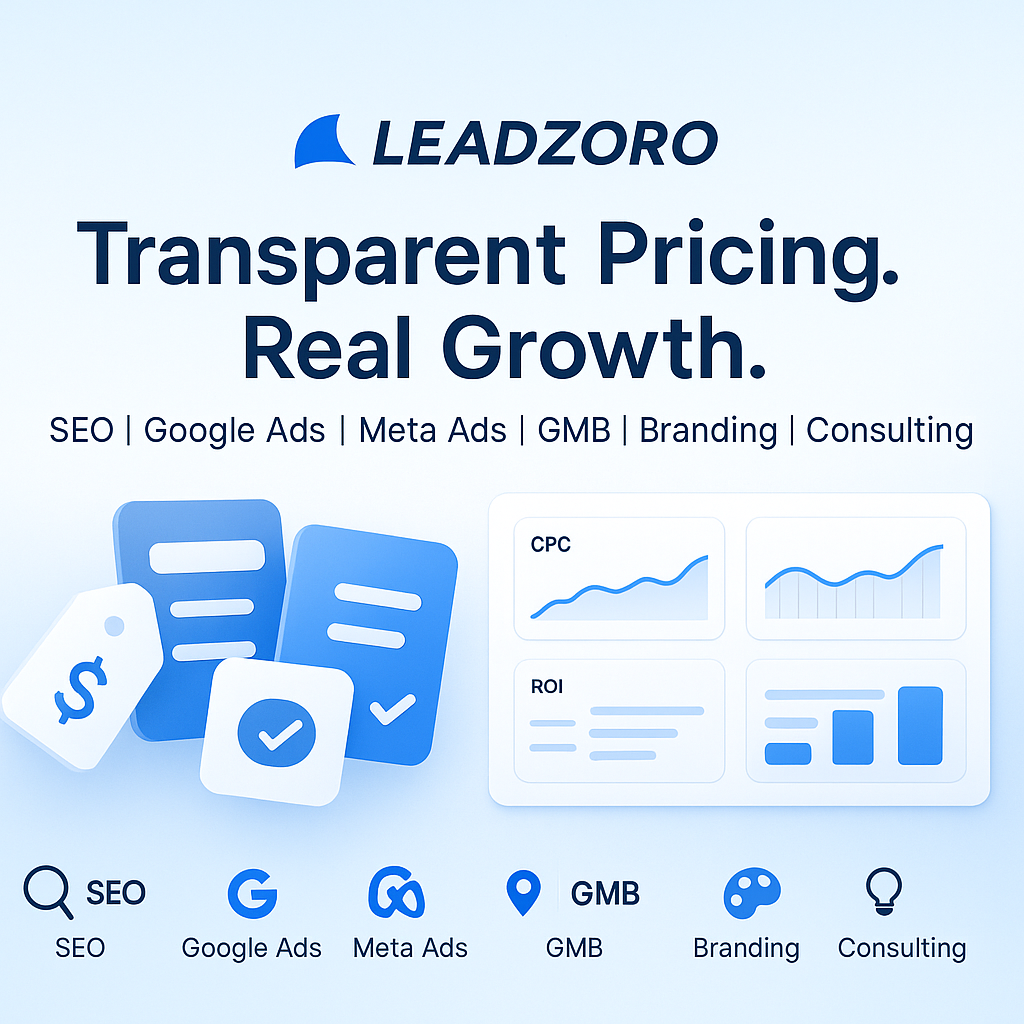 LEADZORO
Transparent Pricing.
Real Growth.
SEO | Google Ads | Meta Ads | GMB | Branding | Consulting
CPC
ROI
$
SEO
GMB
SEO
Google Ads
Meta Ads
GMB
Branding
Consulting